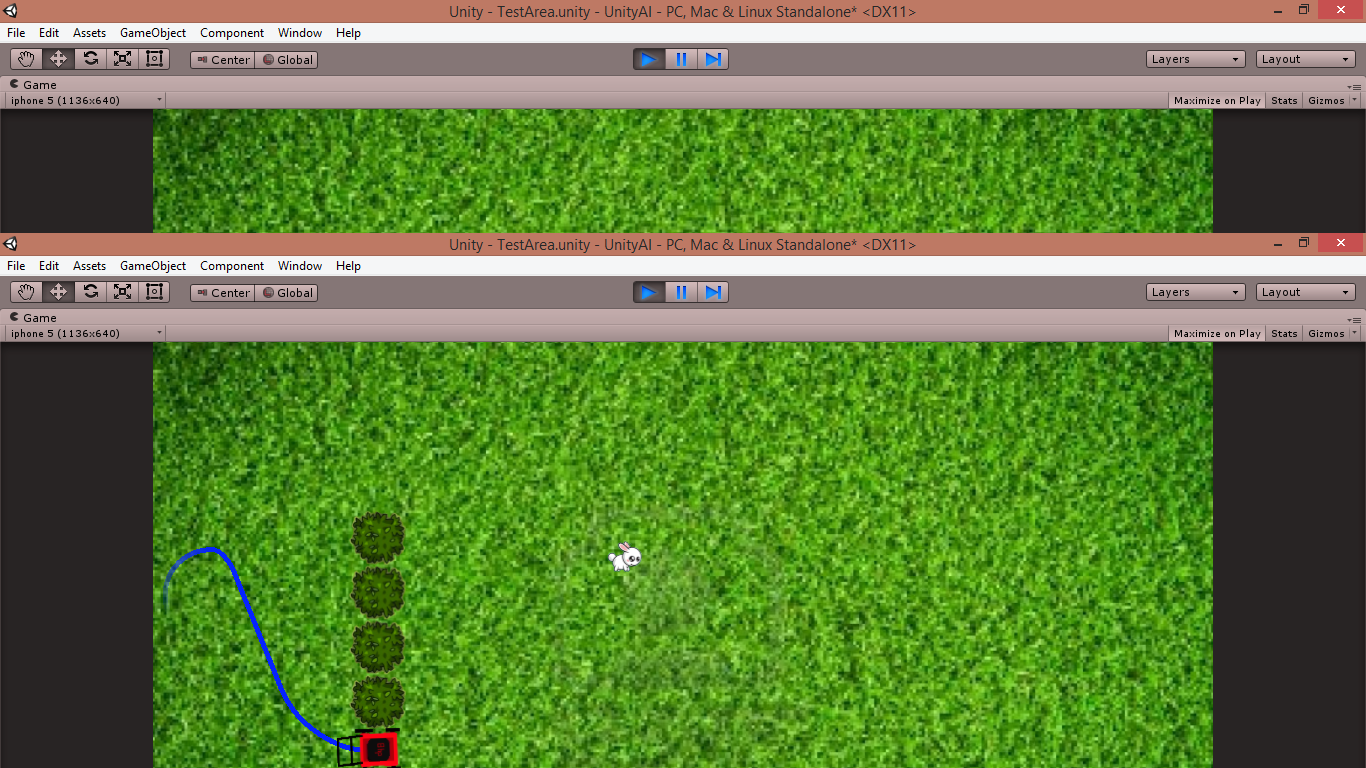 Unity - TestArea.unity - UnityAI - PC, Mac & Linux Standalone* <DX11>
File Edit Assets GameObject Component Window Help
Center Global Layers Layout
Game
iphone 5 (1136x640) Maximize on Play Stats Gizmos
Unity - TestArea.unity - UnityAI - PC, Mac & Linux Standalone* <DX11>
File Edit Assets GameObject Component Window Help
Center Global Layers Layout
Game
iphone 5 (1136x640) Maximize on Play Stats Gizmos